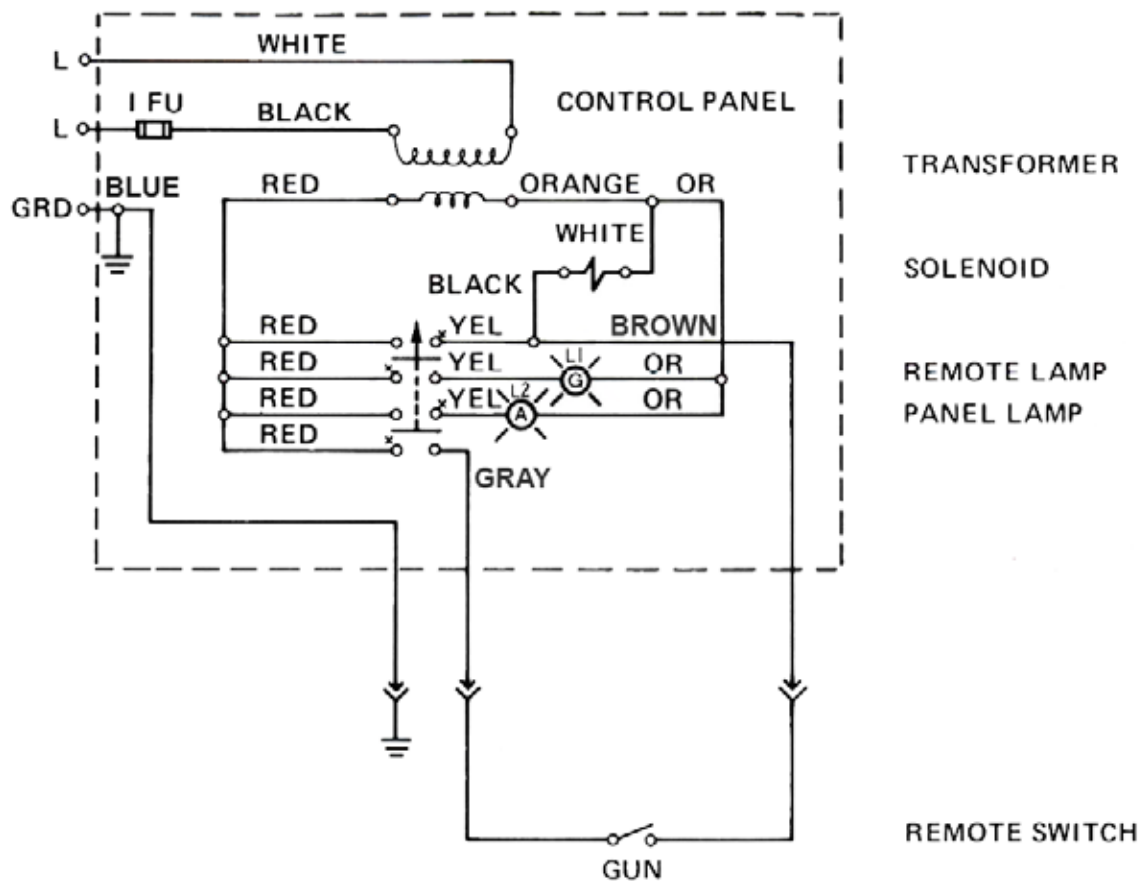 L WHITE
L 1 FU BLACK CONTROL PANEL
TRANSFORMER
GRD BLUE RED ORANGE OR
WHITE
SOLENOID
BLACK
RED x YEL BROWN
RED x YEL L1 G OR REMOTE LAMP
RED x YEL L2 A OR PANEL LAMP
RED x
GRAY
REMOTE SWITCH
GUN